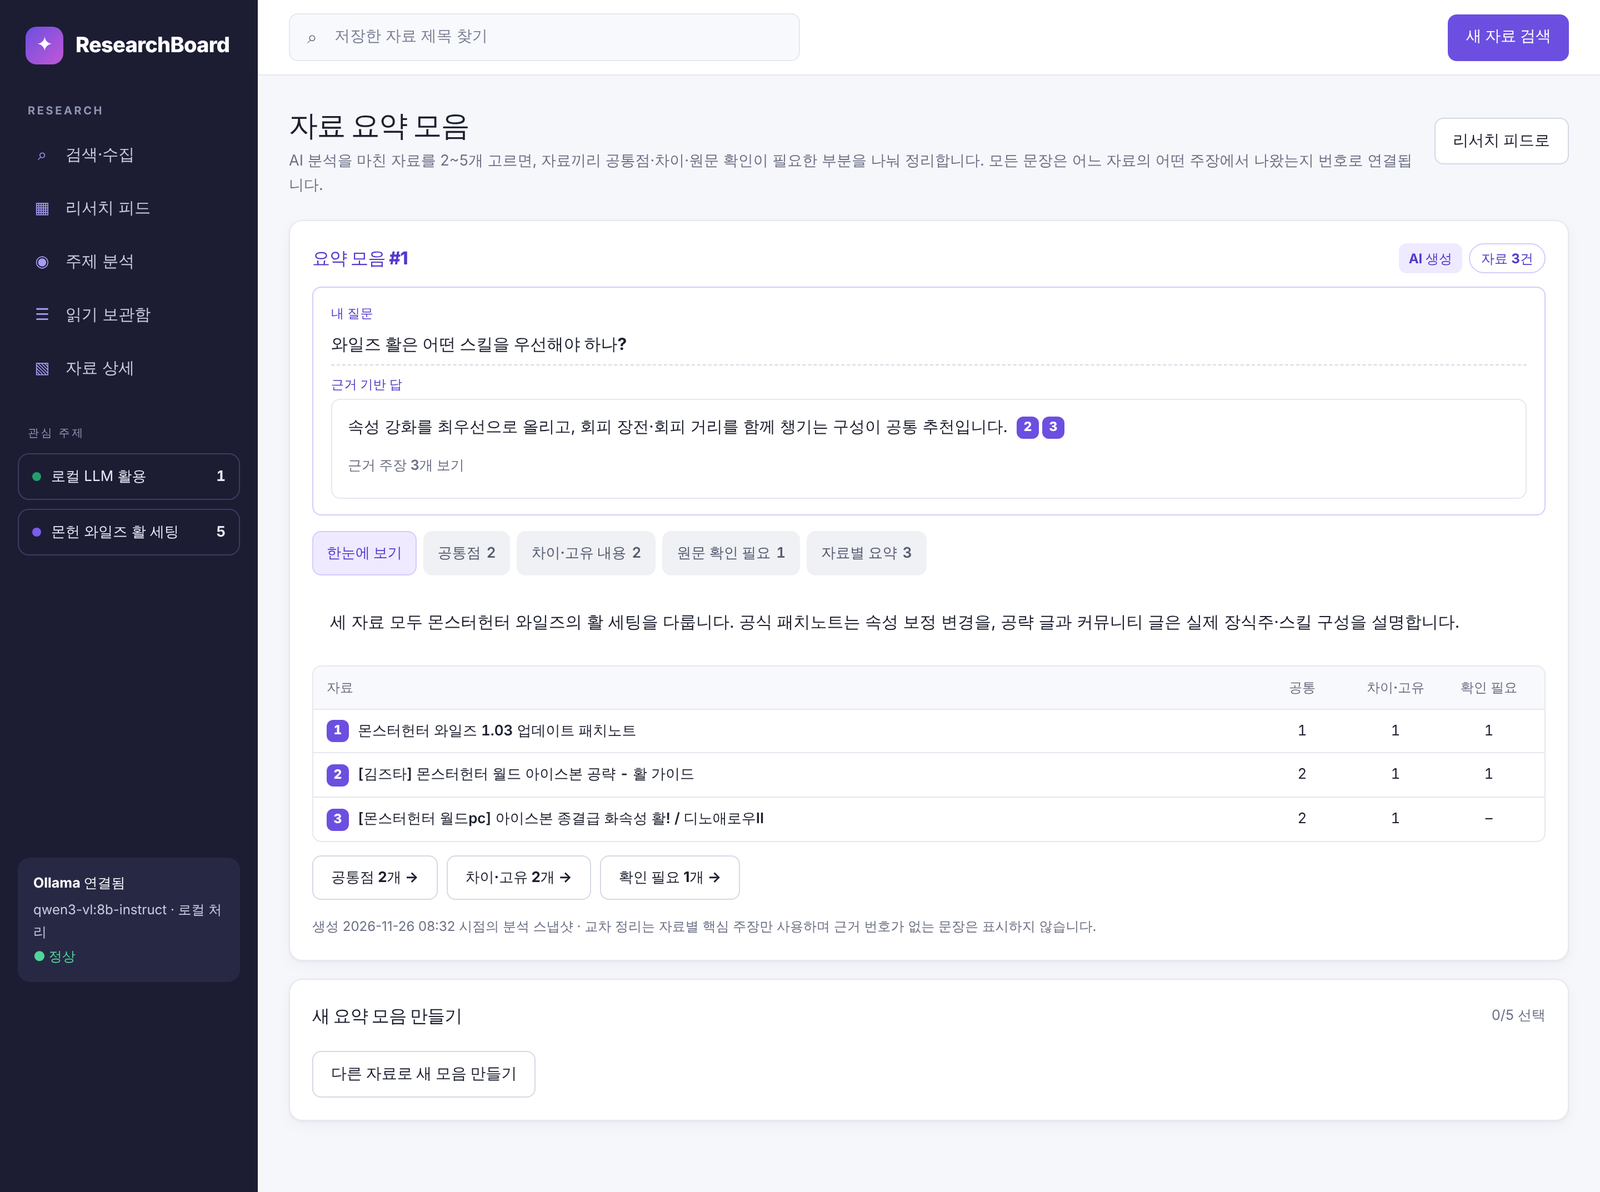 ResearchBoard
RESEARCH
검색·수집
리서치 피드
주제 분석
읽기 보관함
자료 상세
관심 주제
로컬 LLM 활용 1
몬헌 와일즈 활 세팅 5
Ollama 연결됨
qwen3-vl:8b-instruct · 로컬 처
리
정상
저장한 자료 제목 찾기
새 자료 검색
자료 요약 모음
AI 분석을 마친 자료를 2~5개 고르면, 자료끼리 공통점·차이·원문 확인이 필요한 부분을 나눠 정리합니다. 모든 문장은 어느 자료의 어떤 주장에서 나왔는지 번호로 연결됩
니다.
리서치 피드로
요약 모음 #1
AI 생성
자료 3건
내 질문
와일즈 활은 어떤 스킬을 우선해야 하나?
근거 기반 답
속성 강화를 최우선으로 올리고, 회피 장전·회피 거리를 함께 챙기는 구성이 공통 추천입니다. 2 3
근거 주장 3개 보기
한눈에 보기
공통점 2
차이·고유 내용 2
원문 확인 필요 1
자료별 요약 3
세 자료 모두 몬스터헌터 와일즈의 활 세팅을 다룹니다. 공식 패치노트는 속성 보정 변경을, 공략 글과 커뮤니티 글은 실제 장식주·스킬 구성을 설명합니다.
자료 공통 차이·고유 확인 필요
1 몬스터헌터 와일즈 1.03 업데이트 패치노트 1 1 1
2 [김즈타] 몬스터헌터 월드 아이스본 공략 - 활 가이드 2 1 1
3 [몬스터헌터 월드pc] 아이스본 종결급 화속성 활! / 디노애로우II 2 1 –
공통점 2개 →
차이·고유 2개 →
확인 필요 1개 →
생성 2026-11-26 08:32 시점의 분석 스냅샷 · 교차 정리는 자료별 핵심 주장만 사용하며 근거 번호가 없는 문장은 표시하지 않습니다.
새 요약 모음 만들기
0/5 선택
다른 자료로 새 모음 만들기